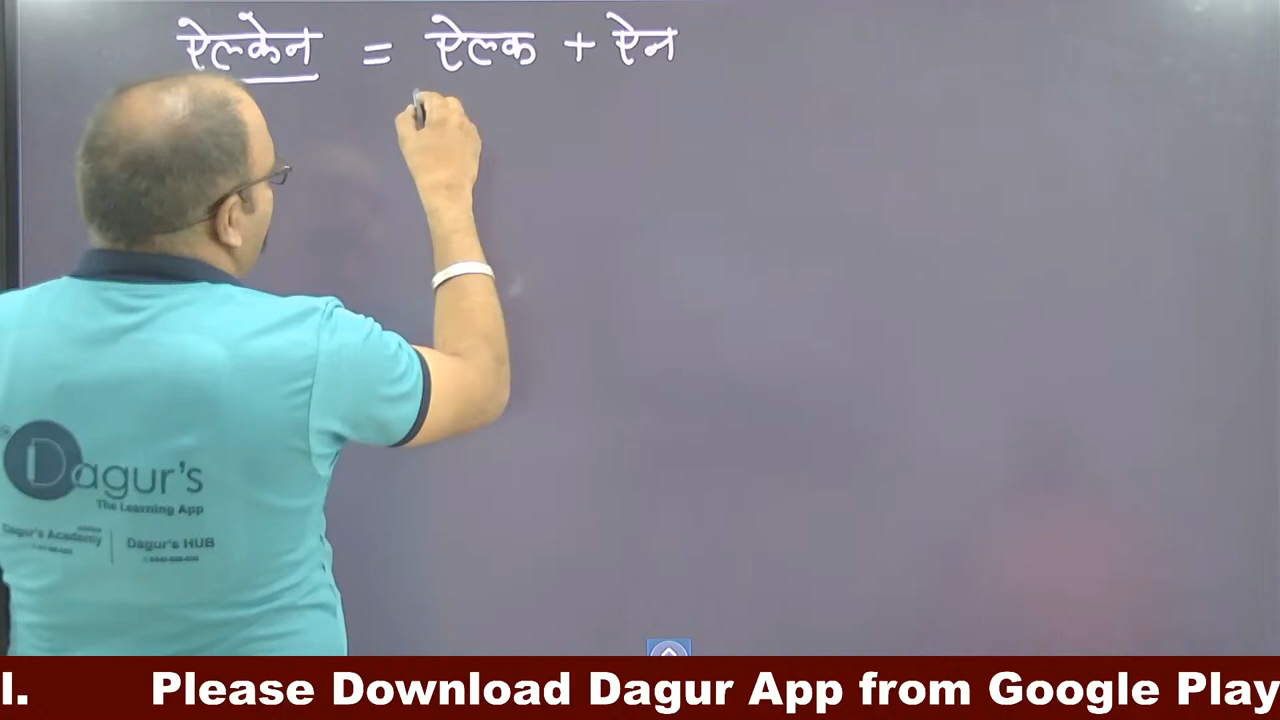 ऐल्केन = ऐल्क + ऐन
Dagur's
The Learning App
Dagur's Academy
Dagur's HUB
l. Please Download Dagur App from Google Play